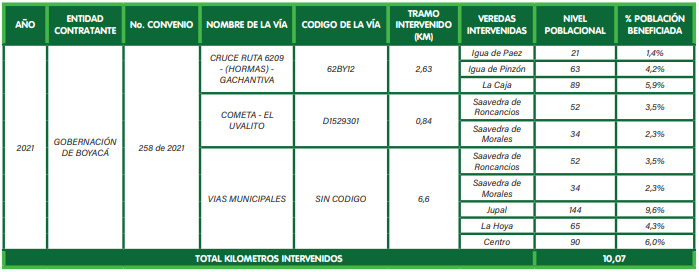 AÑO
ENTIDAD
CONTRATANTE
No. CONVENIO
NOMBRE DE LA VÍA
CODIGO DE LA VÍA
TRAMO
INTERVENIDO
(KM)
VEREDAS
INTERVENIDAS
NIVEL
POBLACIONAL
% POBLACIÓN
BENEFICIADA
2021
GOBERNACIÓN
DE BOYACÁ
258 de 2021
CRUCE RUTA 6209
- (HORMAS) -
GACHANTIVA
62BY12
2,63
Igua de Paez
21
1,4%
Igua de Pinzón
63
4,2%
La Caja
89
5,9%
COMETA - EL
UVALITO
D1529301
0,84
Saavedra de
Roncancios
52
3,5%
Saavedra de
Morales
34
2,3%
VIAS MUNICIPALES
SIN CODIGO
6,6
Saavedra de
Roncancios
52
3,5%
Saavedra de
Morales
34
2,3%
Jupal
144
9,6%
La Hoya
65
4,3%
Centro
90
6,0%
TOTAL KILOMETROS INTERVENIDOS
10,07